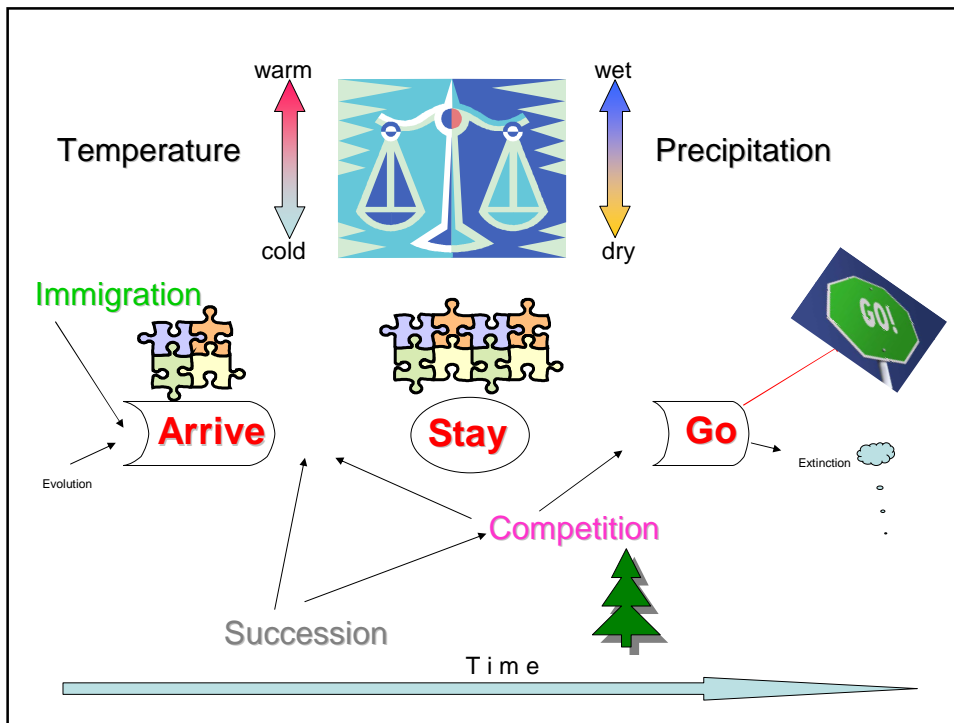 warm
wet
Temperature
Precipitation
cold
dry
Immigration
GO!
Arrive
Stay
Go
Evolution
Extinction
Competition
Succession
Time